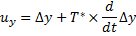 u_y = Δy + T* × d/dt Δy